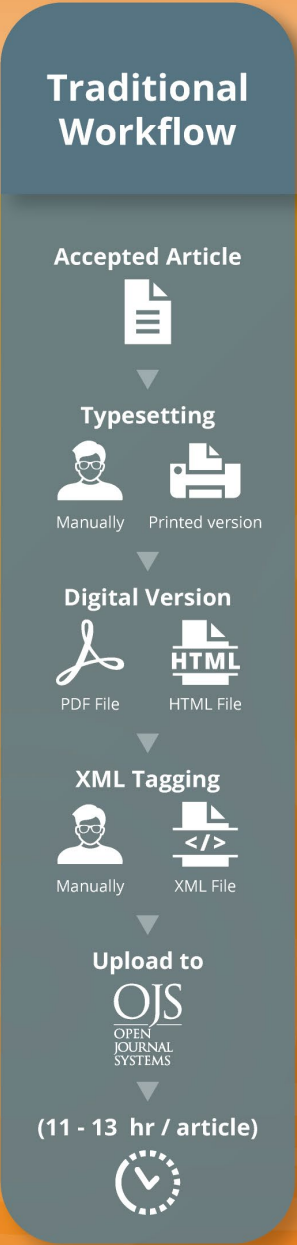 Traditional
Workflow
Accepted Article
Typesetting
Manually Printed version
Digital Version
HTML
PDF File HTML File
XML Tagging
</>
Manually XML File
Upload to
OJS
OPEN
JOURNAL
SYSTEMS
(11 - 13 hr / article)